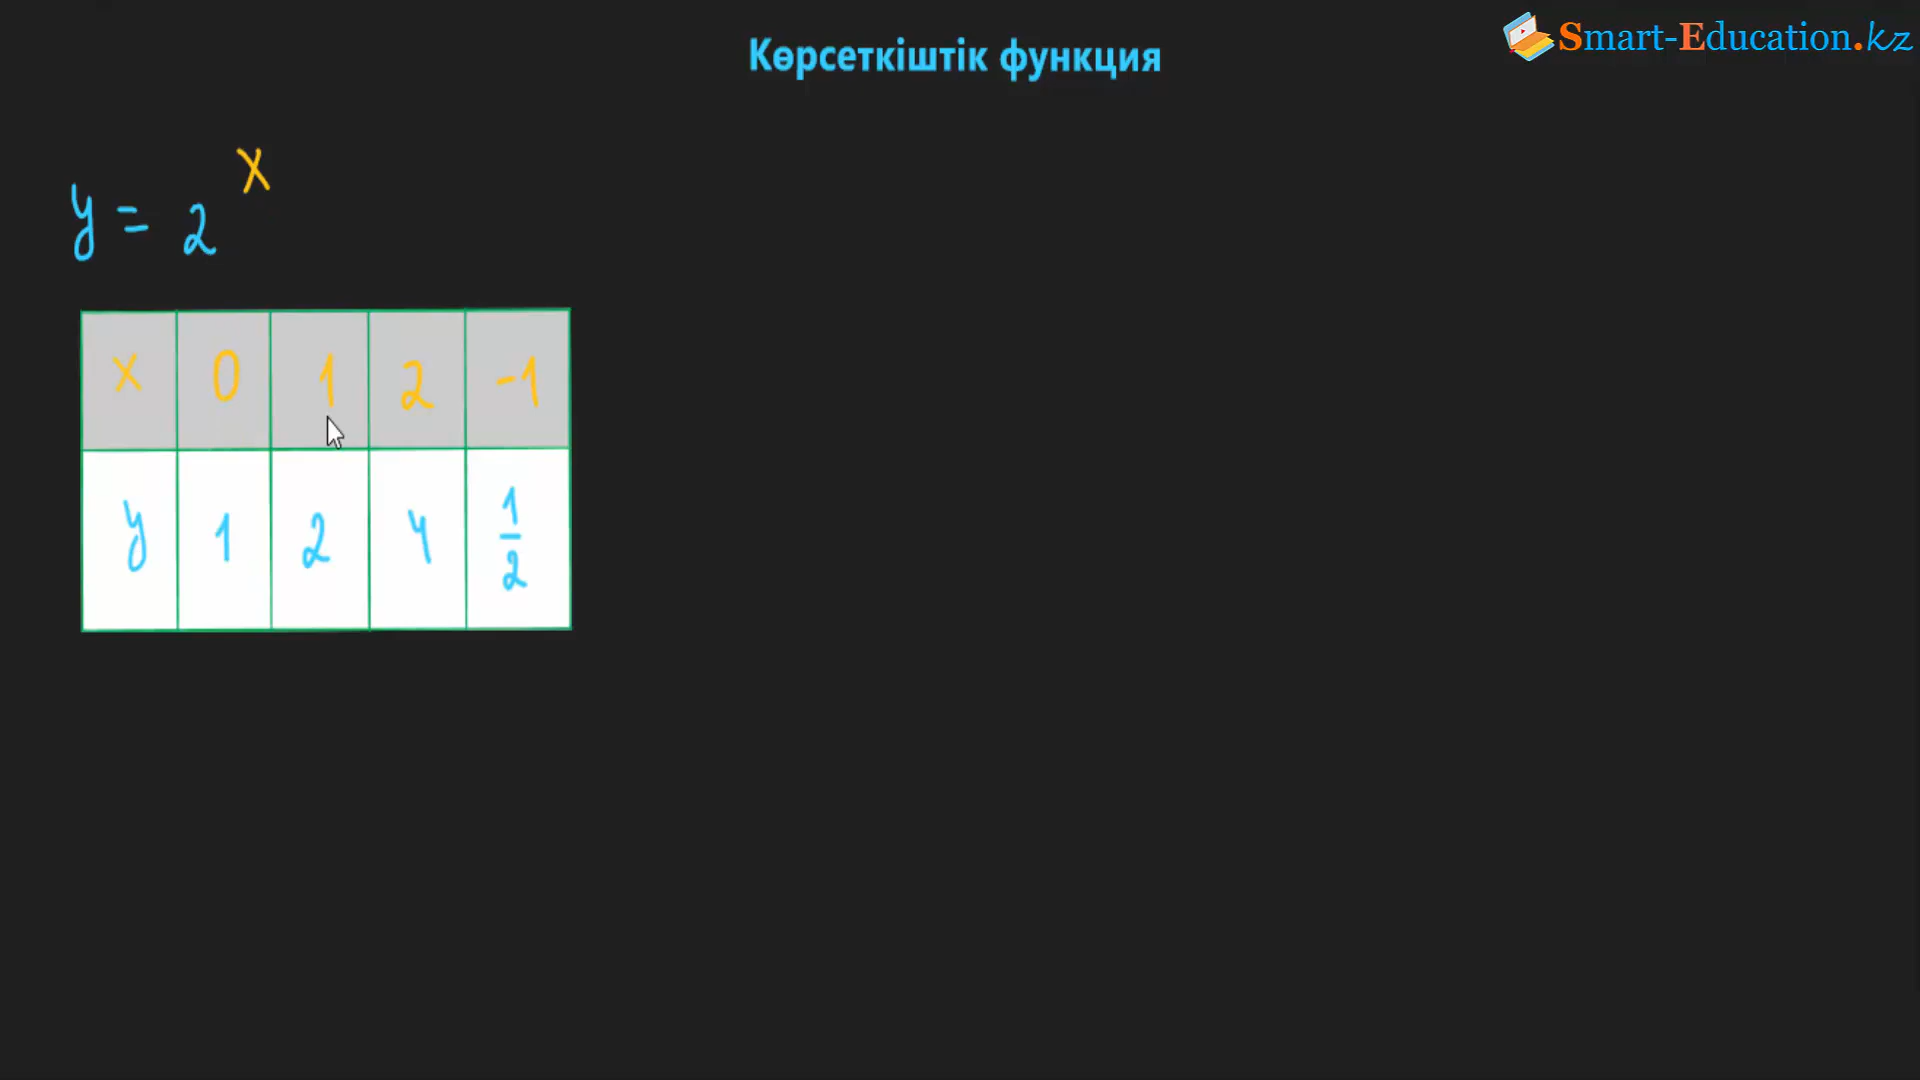 Көрсеткіштік функция
Smart-Education.kz
y = 2^x
x 0 1 2 -1
y 1 2 4 1/2